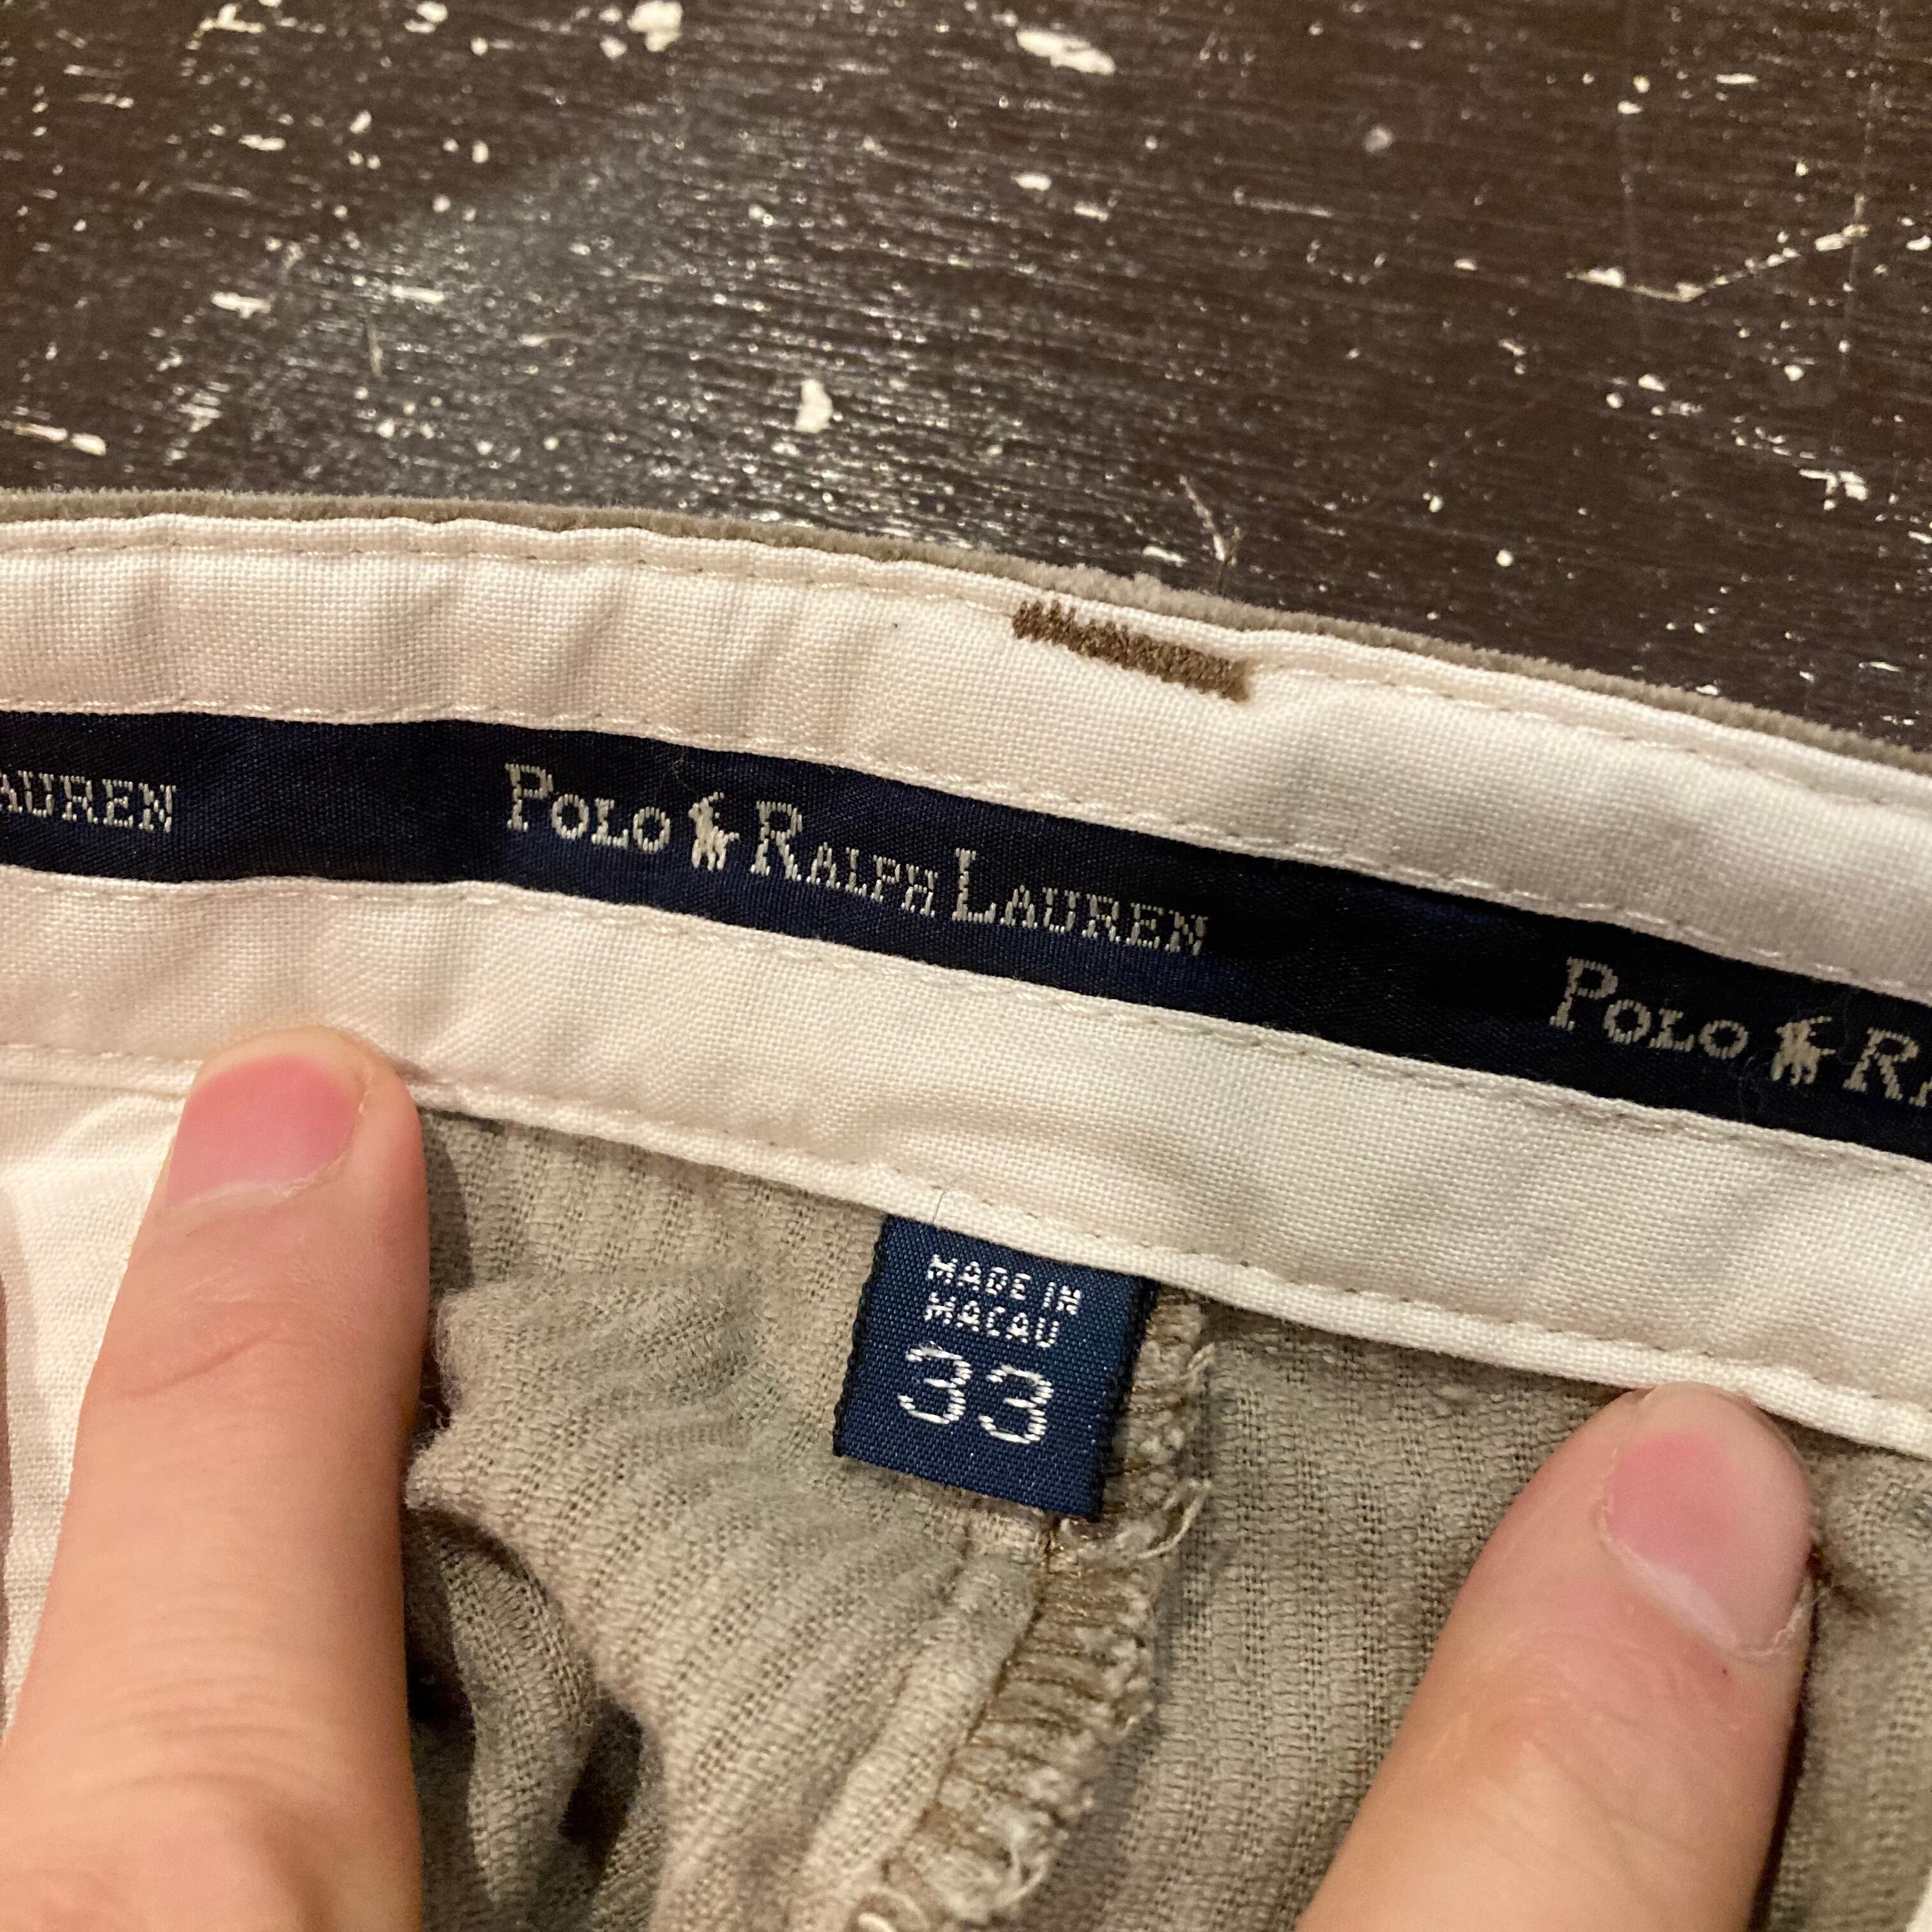 LAUREN
POLO RALPH LAUREN
POLO RA
MADE IN
MACAU
33